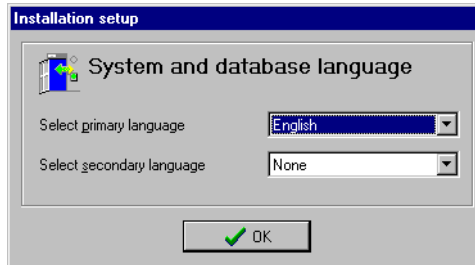 Installation setup
System and database language
Select primary language English
Select secondary language None
OK